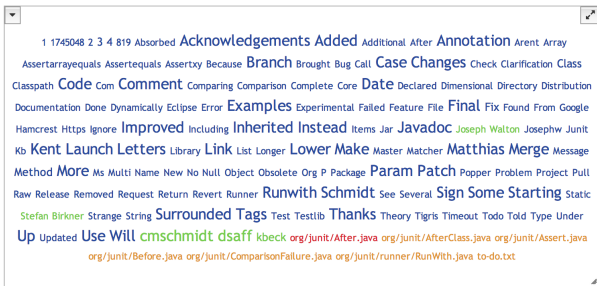 1 1745048 2 3 4 819 Absorbed Acknowledgements Added Additional After Annotation Arent Array
Assertarrayequals Assertequals Assertxy Because Branch Brought Bug Call Case Changes Check Clarification Class
Classpath Code Com Comment Comparing Comparison Complete Core Date Declared Dimensional Directory Distribution
Documentation Done Dynamically Eclipse Error Examples Experimental Failed Feature File Final Fix Found From Google
Hamcrest Https Ignore Improved Including Inherited Instead Items Jar Javadoc Joseph Walton Josephw Junit
Kb Kent Launch Letters Library Link List Longer Lower Make Master Matcher Matthias Merge Message
Method More Ms Multi Name New No Null Object Obsolete Org P Package Param Patch Popper Problem Project Pull
Raw Release Removed Request Return Revert Runner Runwith Schmidt See Several Sign Some Starting Static
Stefan Birkner Strange String Surrounded Tags Test Testlib Thanks Theory Tigris Timeout Todo Told Type Under
Up Updated Use Will cmschmidt dsaff kbeck org/junit/After.java org/junit/AfterClass.java org/junit/Assert.java
org/junit/Before.java org/junit/ComparisonFailure.java org/junit/runner/RunWith.java to-do.txt